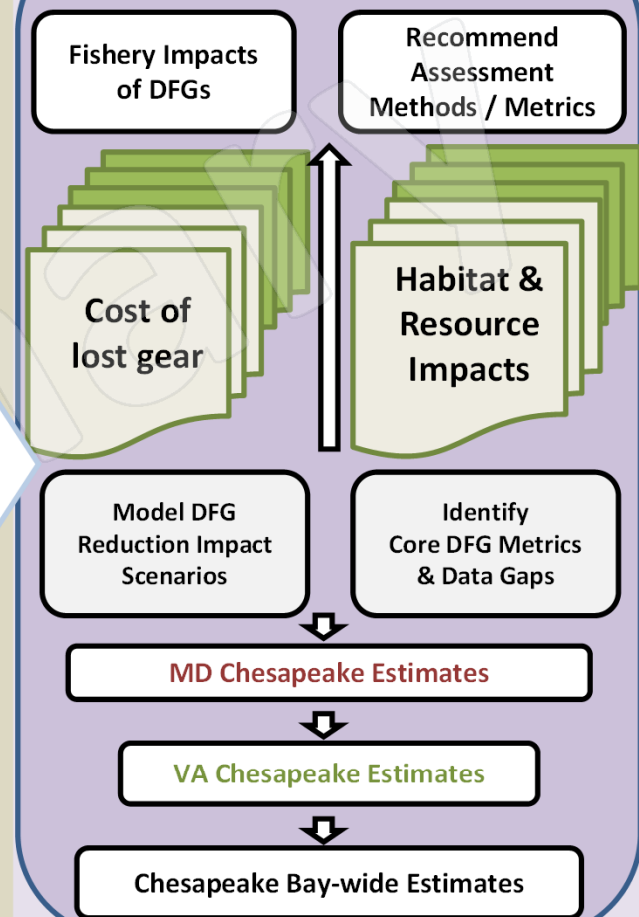 Fishery Impacts
of DFGs
Recommend
Assessment
Methods / Metrics
Cost of
lost gear
Habitat &
Resource
Impacts
Model DFG
Reduction Impact
Scenarios
Identify
Core DFG Metrics
& Data Gaps
MD Chesapeake Estimates
VA Chesapeake Estimates
Chesapeake Bay-wide Estimates